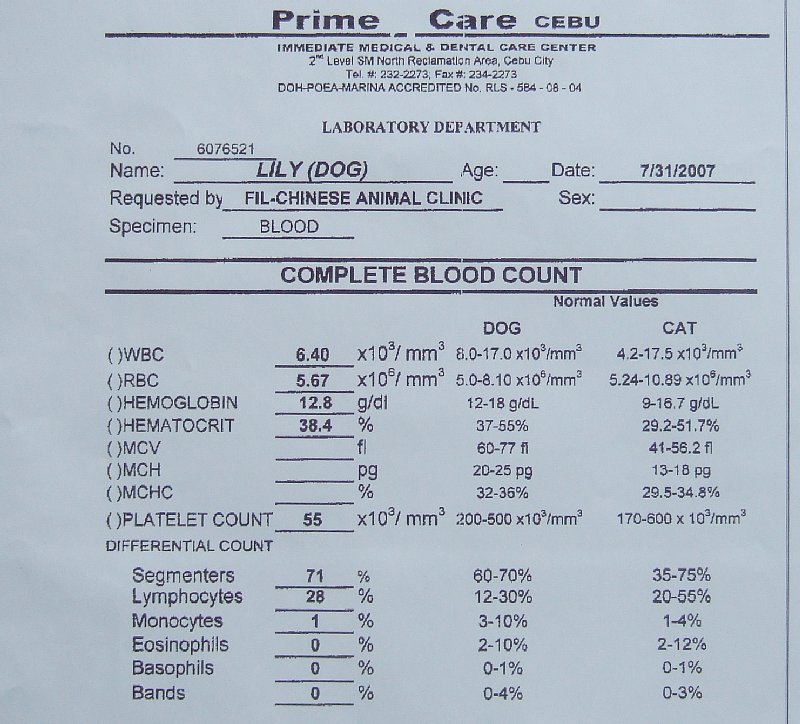 Prime Care CEBU
IMMEDIATE MEDICAL & DENTAL CARE CENTER
2nd Level SM North Reclamation Area, Cebu City
Tel. #: 232-2273, Fax #: 234-2273
DOH-POEA-MARINA ACCREDITED No. RLS - 584 - 08 - 04
LABORATORY DEPARTMENT
No. 6076521
Name: LILY (DOG) Age: Date: 7/31/2007
Requested by FIL-CHINESE ANIMAL CLINIC Sex:
Specimen: BLOOD
COMPLETE BLOOD COUNT
Normal Values
DOG CAT
( )WBC 6.40 x10³/ mm³ 8.0-17.0 x10³/mm³ 4.2-17.5 x10³/mm³
( )RBC 5.67 x10⁶/ mm³ 5.0-8.10 x10⁶/mm³ 5.24-10.89 x10⁶/mm³
( )HEMOGLOBIN 12.8 g/dl 12-18 g/dL 9-16.7 g/dL
( )HEMATOCRIT 38.4 % 37-55% 29.2-51.7%
( )MCV fl 60-77 fl 41-56.2 fl
( )MCH pg 20-25 pg 13-18 pg
( )MCHC % 32-36% 29.5-34.8%
( )PLATELET COUNT 55 x10³/ mm³ 200-500 x10³/mm³ 170-600 x 10³/mm³
DIFFERENTIAL COUNT
Segmenters 71 % 60-70% 35-75%
Lymphocytes 28 % 12-30% 20-55%
Monocytes 1 % 3-10% 1-4%
Eosinophils 0 % 2-10% 2-12%
Basophils 0 % 0-1% 0-1%
Bands 0 % 0-4% 0-3%